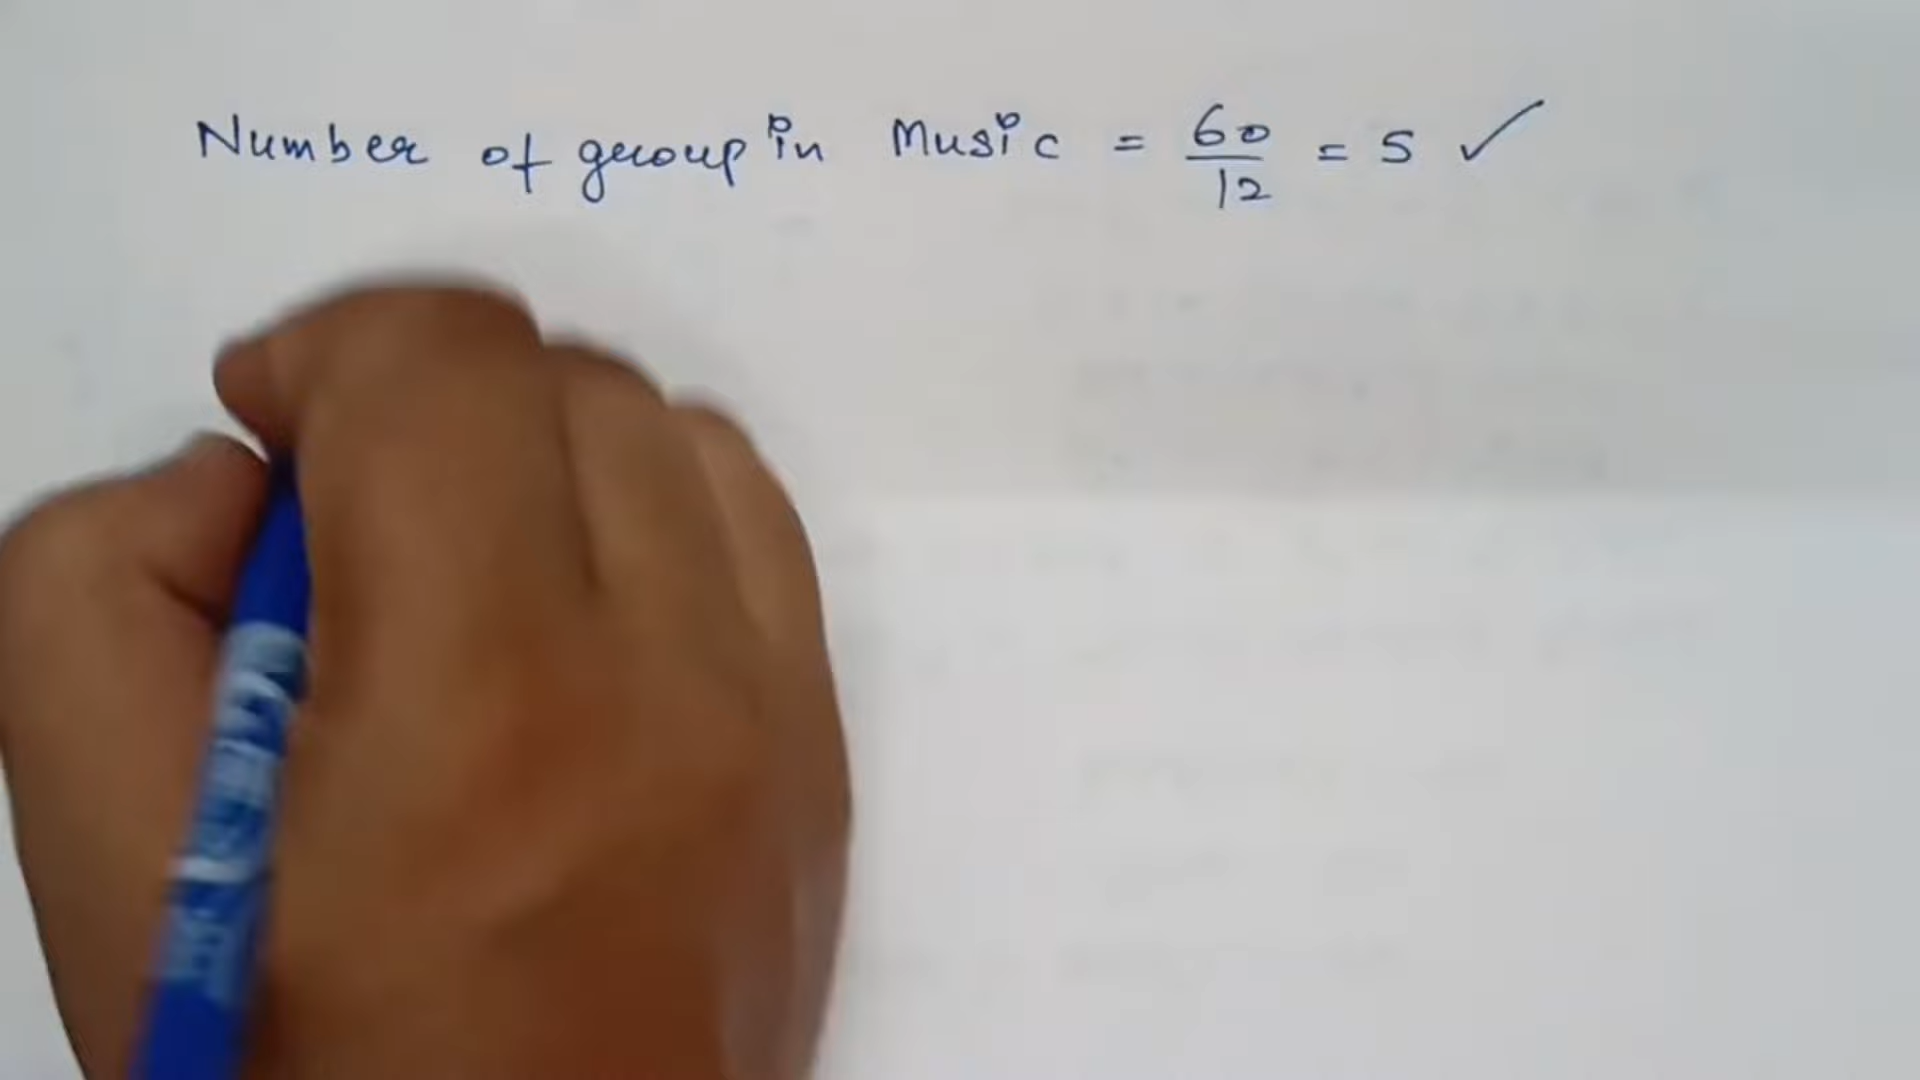 Number of group in Music = 60/12 = 5 ✓